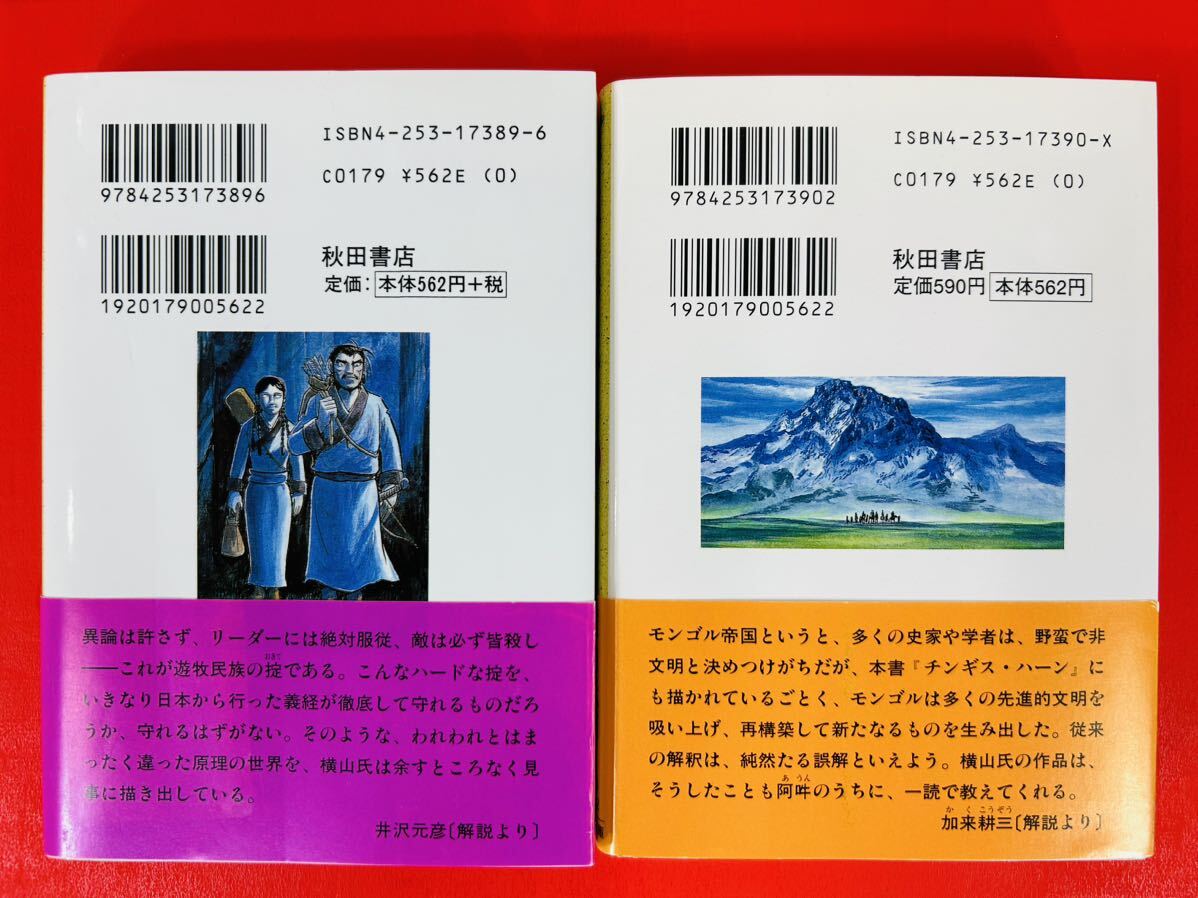 ISBN4-253-17389-6
C0179 ¥562E (0)
9784253173896
秋田書店
定価: 本体562円+税
1920179005622
異論は許さず、リーダーには絶対服従、敵は必ず皆殺し
――これが遊牧民族の掟である。こんなハードな掟を、
おきて
いきなり日本から行った義経が徹底して守れるものだろ
うか、守れるはずがない。そのような、われわれとはま
ったく違った原理の世界を、横山氏は余すところなく見
事に描き出している。
井沢元彦〔解説より〕
ISBN4-253-17390-X
C0179 ¥562E (0)
9784253173902
秋田書店
定価590円 本体562円
1920179005622
モンゴル帝国というと、多くの史家や学者は、野蛮で非
文明と決めつけがちだが、本書『チンギス・ハーン』に
も描かれているごとく、モンゴルは多くの先進的文明を
吸い上げ、再構築して新たなるものを生み出した。従来
の解釈は、純然たる誤解といえよう。横山氏の作品は、
あうん
そうしたことも阿吽のうちに、一読で教えてくれる。
かくこうぞう
加来耕三〔解説より〕